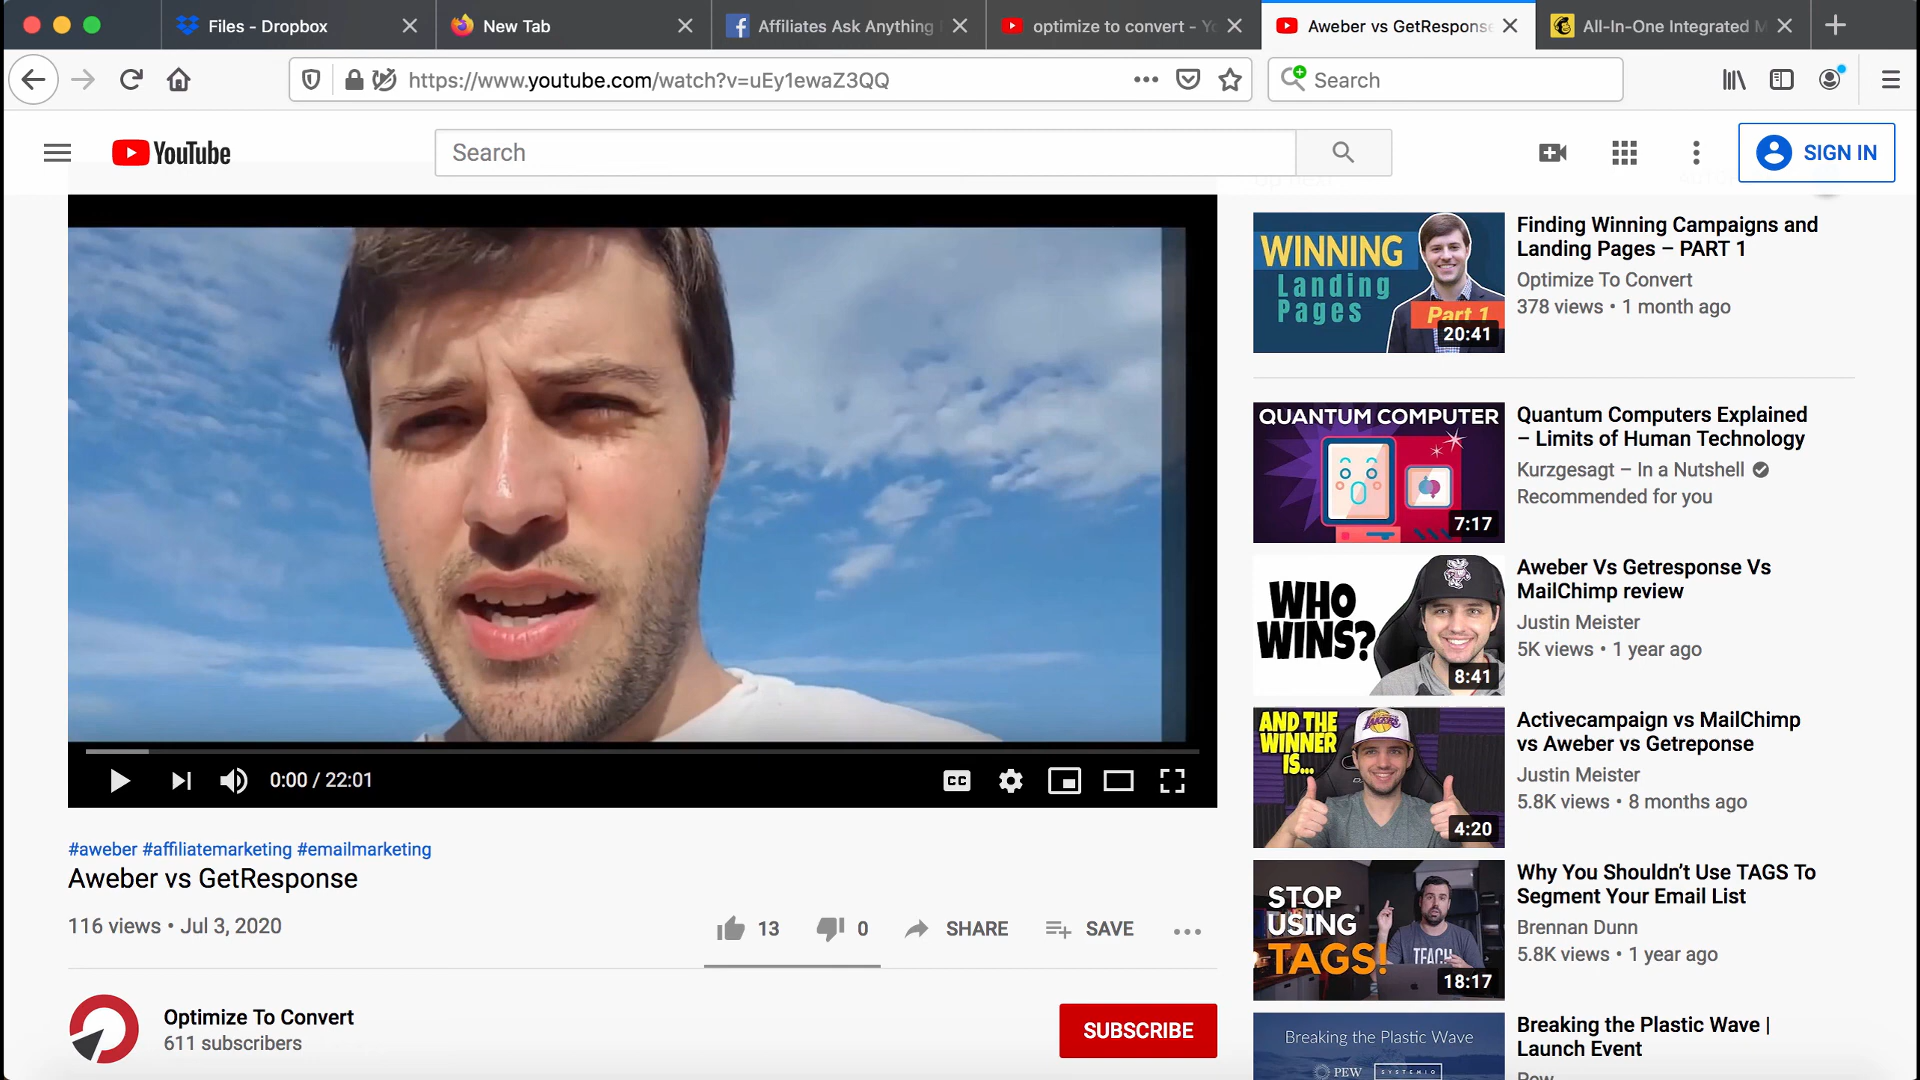 Files - Dropbox
New Tab
Affiliates Ask Anything
optimize to convert - Yo
Aweber vs GetResponse
All-In-One Integrated M
https://www.youtube.com/watch?v=uEy1ewaZ3QQ
Search
YouTube
Search
SIGN IN
WINNING
Landing
Pages
Part 1
20:41
Finding Winning Campaigns and
Landing Pages – PART 1
Optimize To Convert
378 views • 1 month ago
QUANTUM COMPUTER
7:17
Quantum Computers Explained
– Limits of Human Technology
Kurzgesagt – In a Nutshell
Recommended for you
WHO
WINS?
8:41
Aweber Vs Getresponse Vs
MailChimp review
Justin Meister
5K views • 1 year ago
AND THE
WINNER
IS...
LAKERS
4:20
Activecampaign vs MailChimp
vs Aweber vs Getreponse
Justin Meister
5.8K views • 8 months ago
STOP
USING
TAGS!
TEACH
18:17
Why You Shouldn't Use TAGS To
Segment Your Email List
Brennan Dunn
5.8K views • 1 year ago
Breaking the Plastic Wave
PEW
SYSTEMIQ
Breaking the Plastic Wave |
Launch Event
0:00 / 22:01
CC
#aweber #affiliatemarketing #emailmarketing
Aweber vs GetResponse
116 views • Jul 3, 2020
13
0
SHARE
SAVE
Optimize To Convert
611 subscribers
SUBSCRIBE